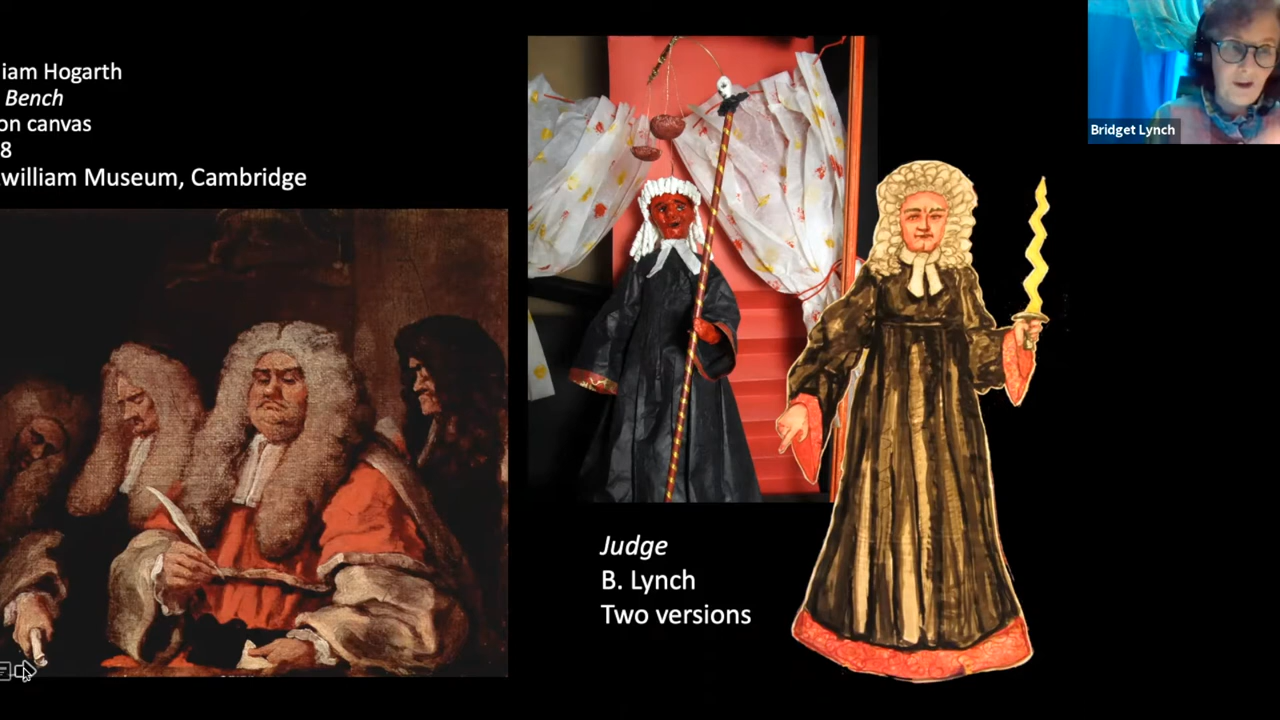 iam Hogarth
Bench
on canvas
8
william Museum, Cambridge
Bridget Lynch
Judge
B. Lynch
Two versions